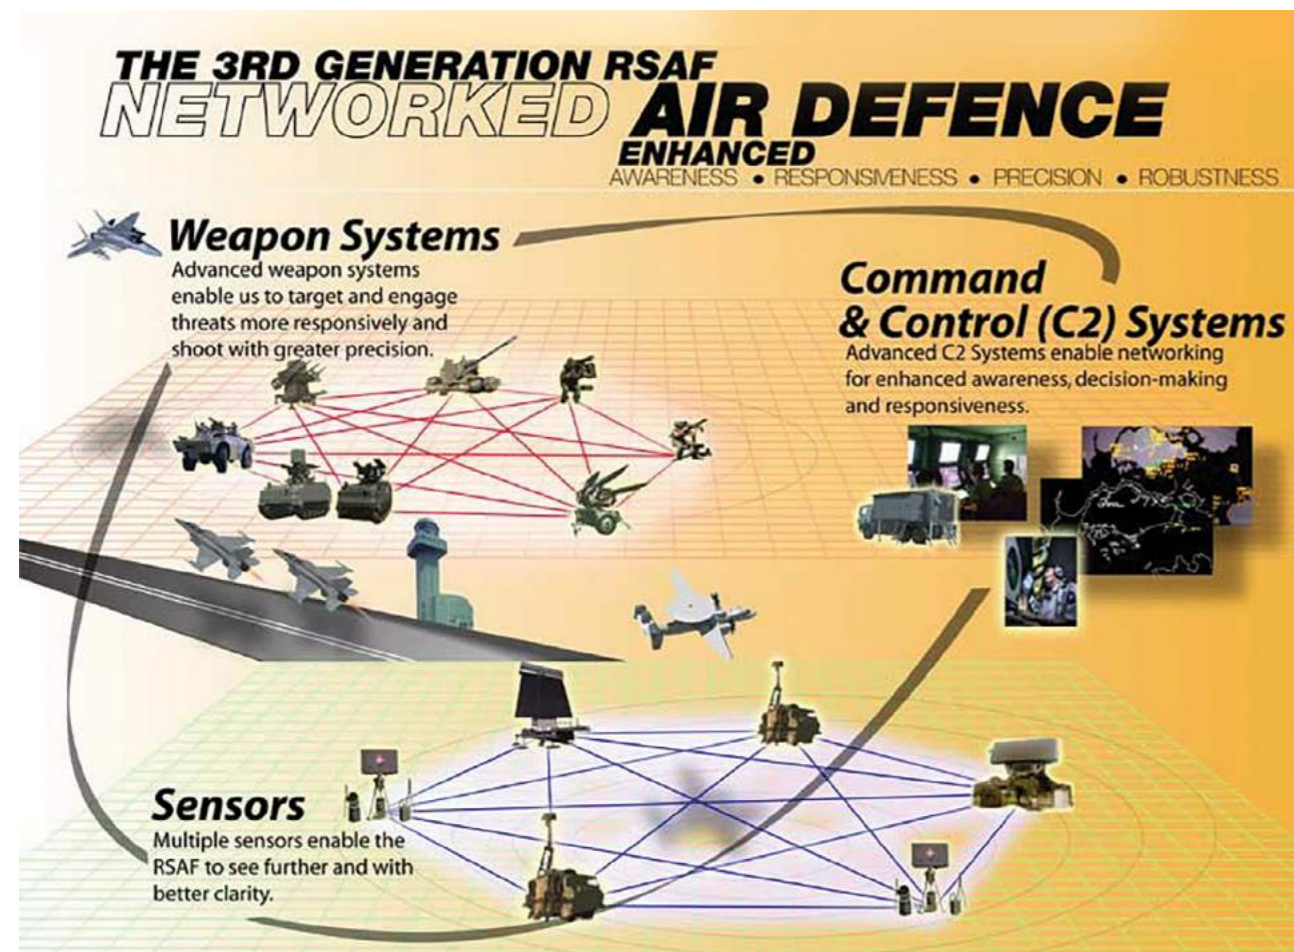 THE 3RD GENERATION RSAF
NETWORKED AIR DEFENCE
ENHANCED
AWARENESS • RESPONSIVENESS • PRECISION • ROBUSTNESS
Weapon Systems
Advanced weapon systems
enable us to target and engage
threats more responsively and
shoot with greater precision.
Command
& Control (C2) Systems
Advanced C2 Systems enable networking
for enhanced awareness, decision-making
and responsiveness.
Sensors
Multiple sensors enable the
RSAF to see further and with
better clarity.